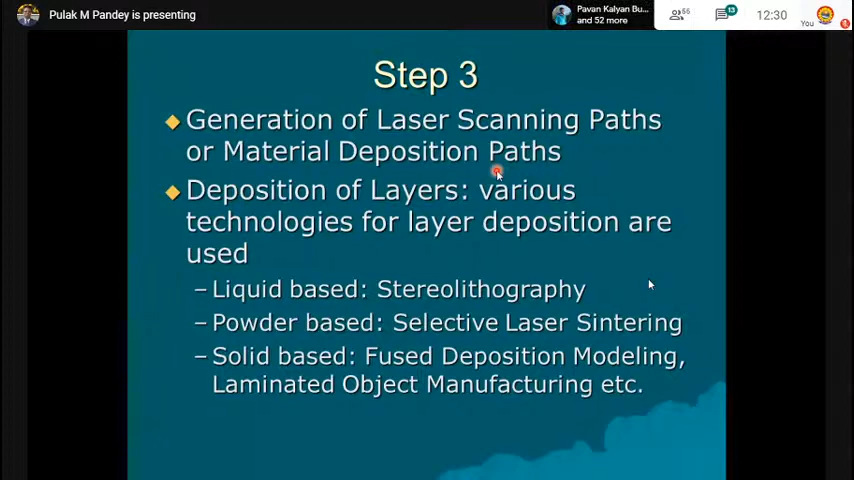 Pulak M Pandey is presenting
Pavan Kalyan Bu...
and 52 more
56
13
12:30
You
Step 3
Generation of Laser Scanning Paths
or Material Deposition Paths
Deposition of Layers: various
technologies for layer deposition are
used
–Liquid based: Stereolithography
–Powder based: Selective Laser Sintering
–Solid based: Fused Deposition Modeling,
Laminated Object Manufacturing etc.